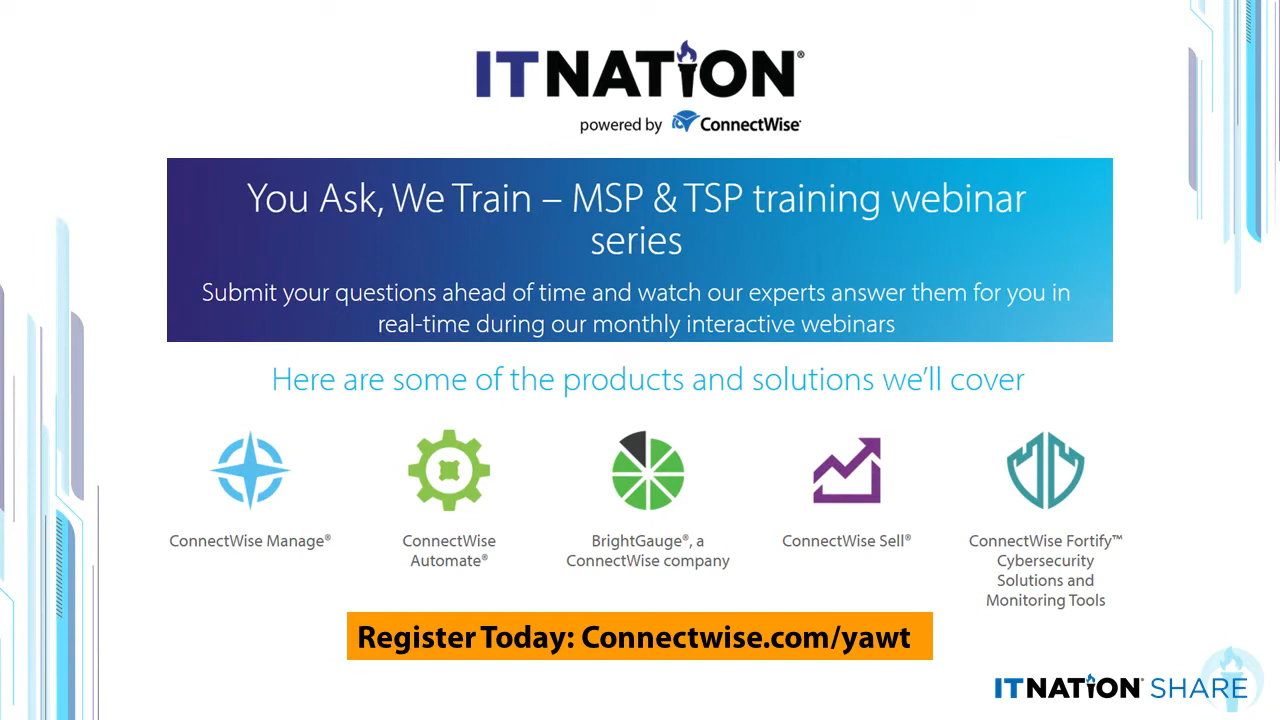 ITNATION®
powered by ConnectWise®
You Ask, We Train – MSP & TSP training webinar
series
Submit your questions ahead of time and watch our experts answer them for you in
real-time during our monthly interactive webinars
Here are some of the products and solutions we'll cover
ConnectWise Manage®
ConnectWise
Automate®
BrightGauge®, a
ConnectWise company
ConnectWise Sell®
ConnectWise Fortify™
Cybersecurity
Solutions and
Monitoring Tools
Register Today: Connectwise.com/yawt
ITNATION® SHARE